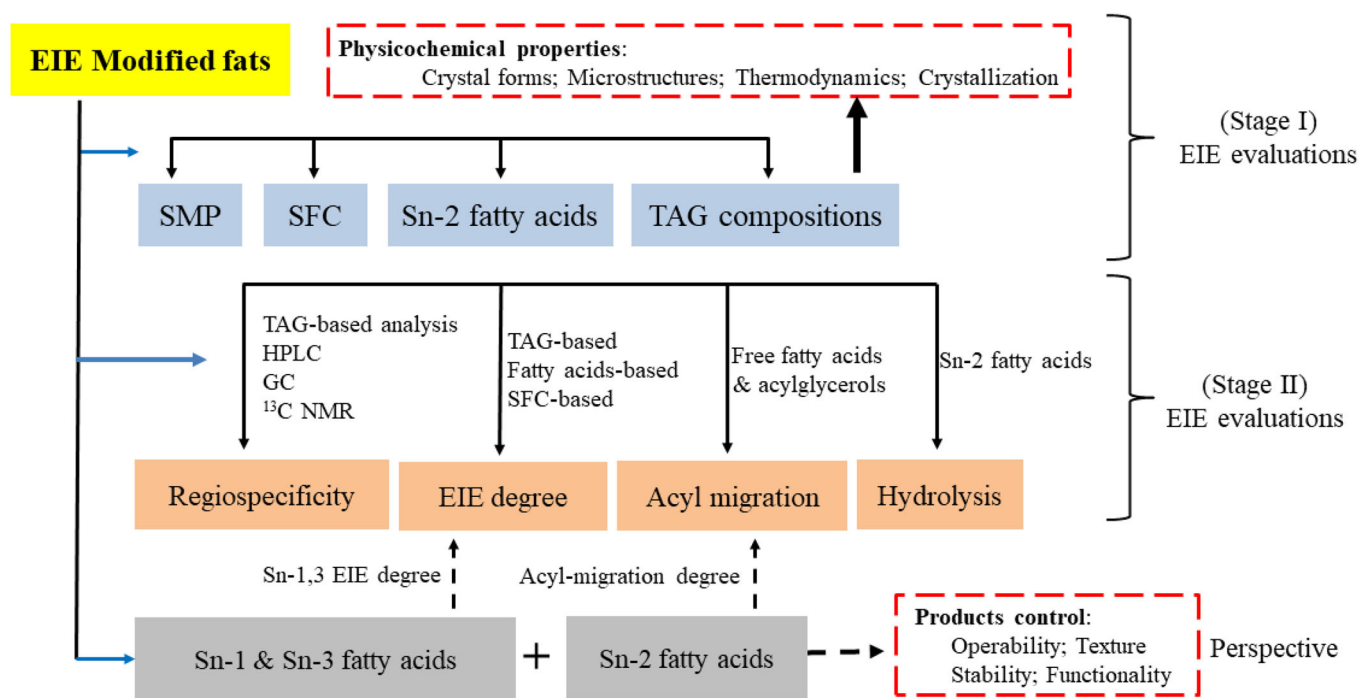 EIE Modified fats
Physicochemical properties:
Crystal forms; Microstructures; Thermodynamics; Crystallization
(Stage I)
EIE evaluations
SMP
SFC
Sn-2 fatty acids
TAG compositions
TAG-based analysis
HPLC
GC
¹³C NMR
TAG-based
Fatty acids-based
SFC-based
Free fatty acids
& acylglycerols
Sn-2 fatty acids
(Stage II)
EIE evaluations
Regiospecificity
EIE degree
Acyl migration
Hydrolysis
Sn-1,3 EIE degree
Acyl-migration degree
Sn-1 & Sn-3 fatty acids
+
Sn-2 fatty acids
Products control:
Operability; Texture
Stability; Functionality
Perspective